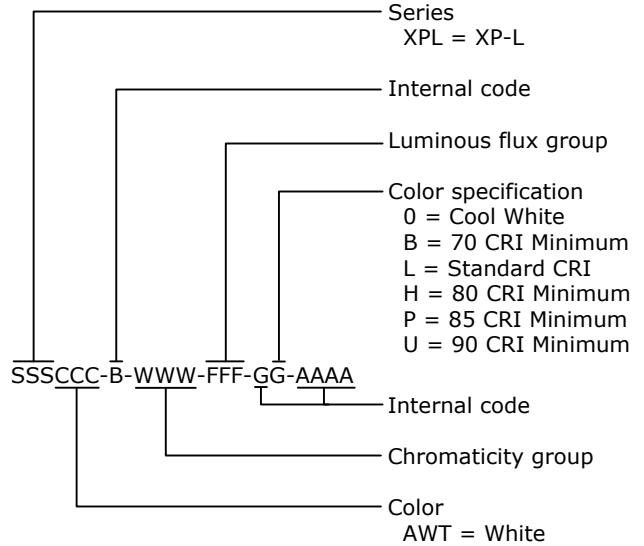 Series
XPL = XP-L
Internal code
Luminous flux group
Color specification
0 = Cool White
B = 70 CRI Minimum
L = Standard CRI
H = 80 CRI Minimum
P = 85 CRI Minimum
U = 90 CRI Minimum
SSSCCC-B-WWW-FFF-GG-AAAA
Internal code
Chromaticity group
Color
AWT = White